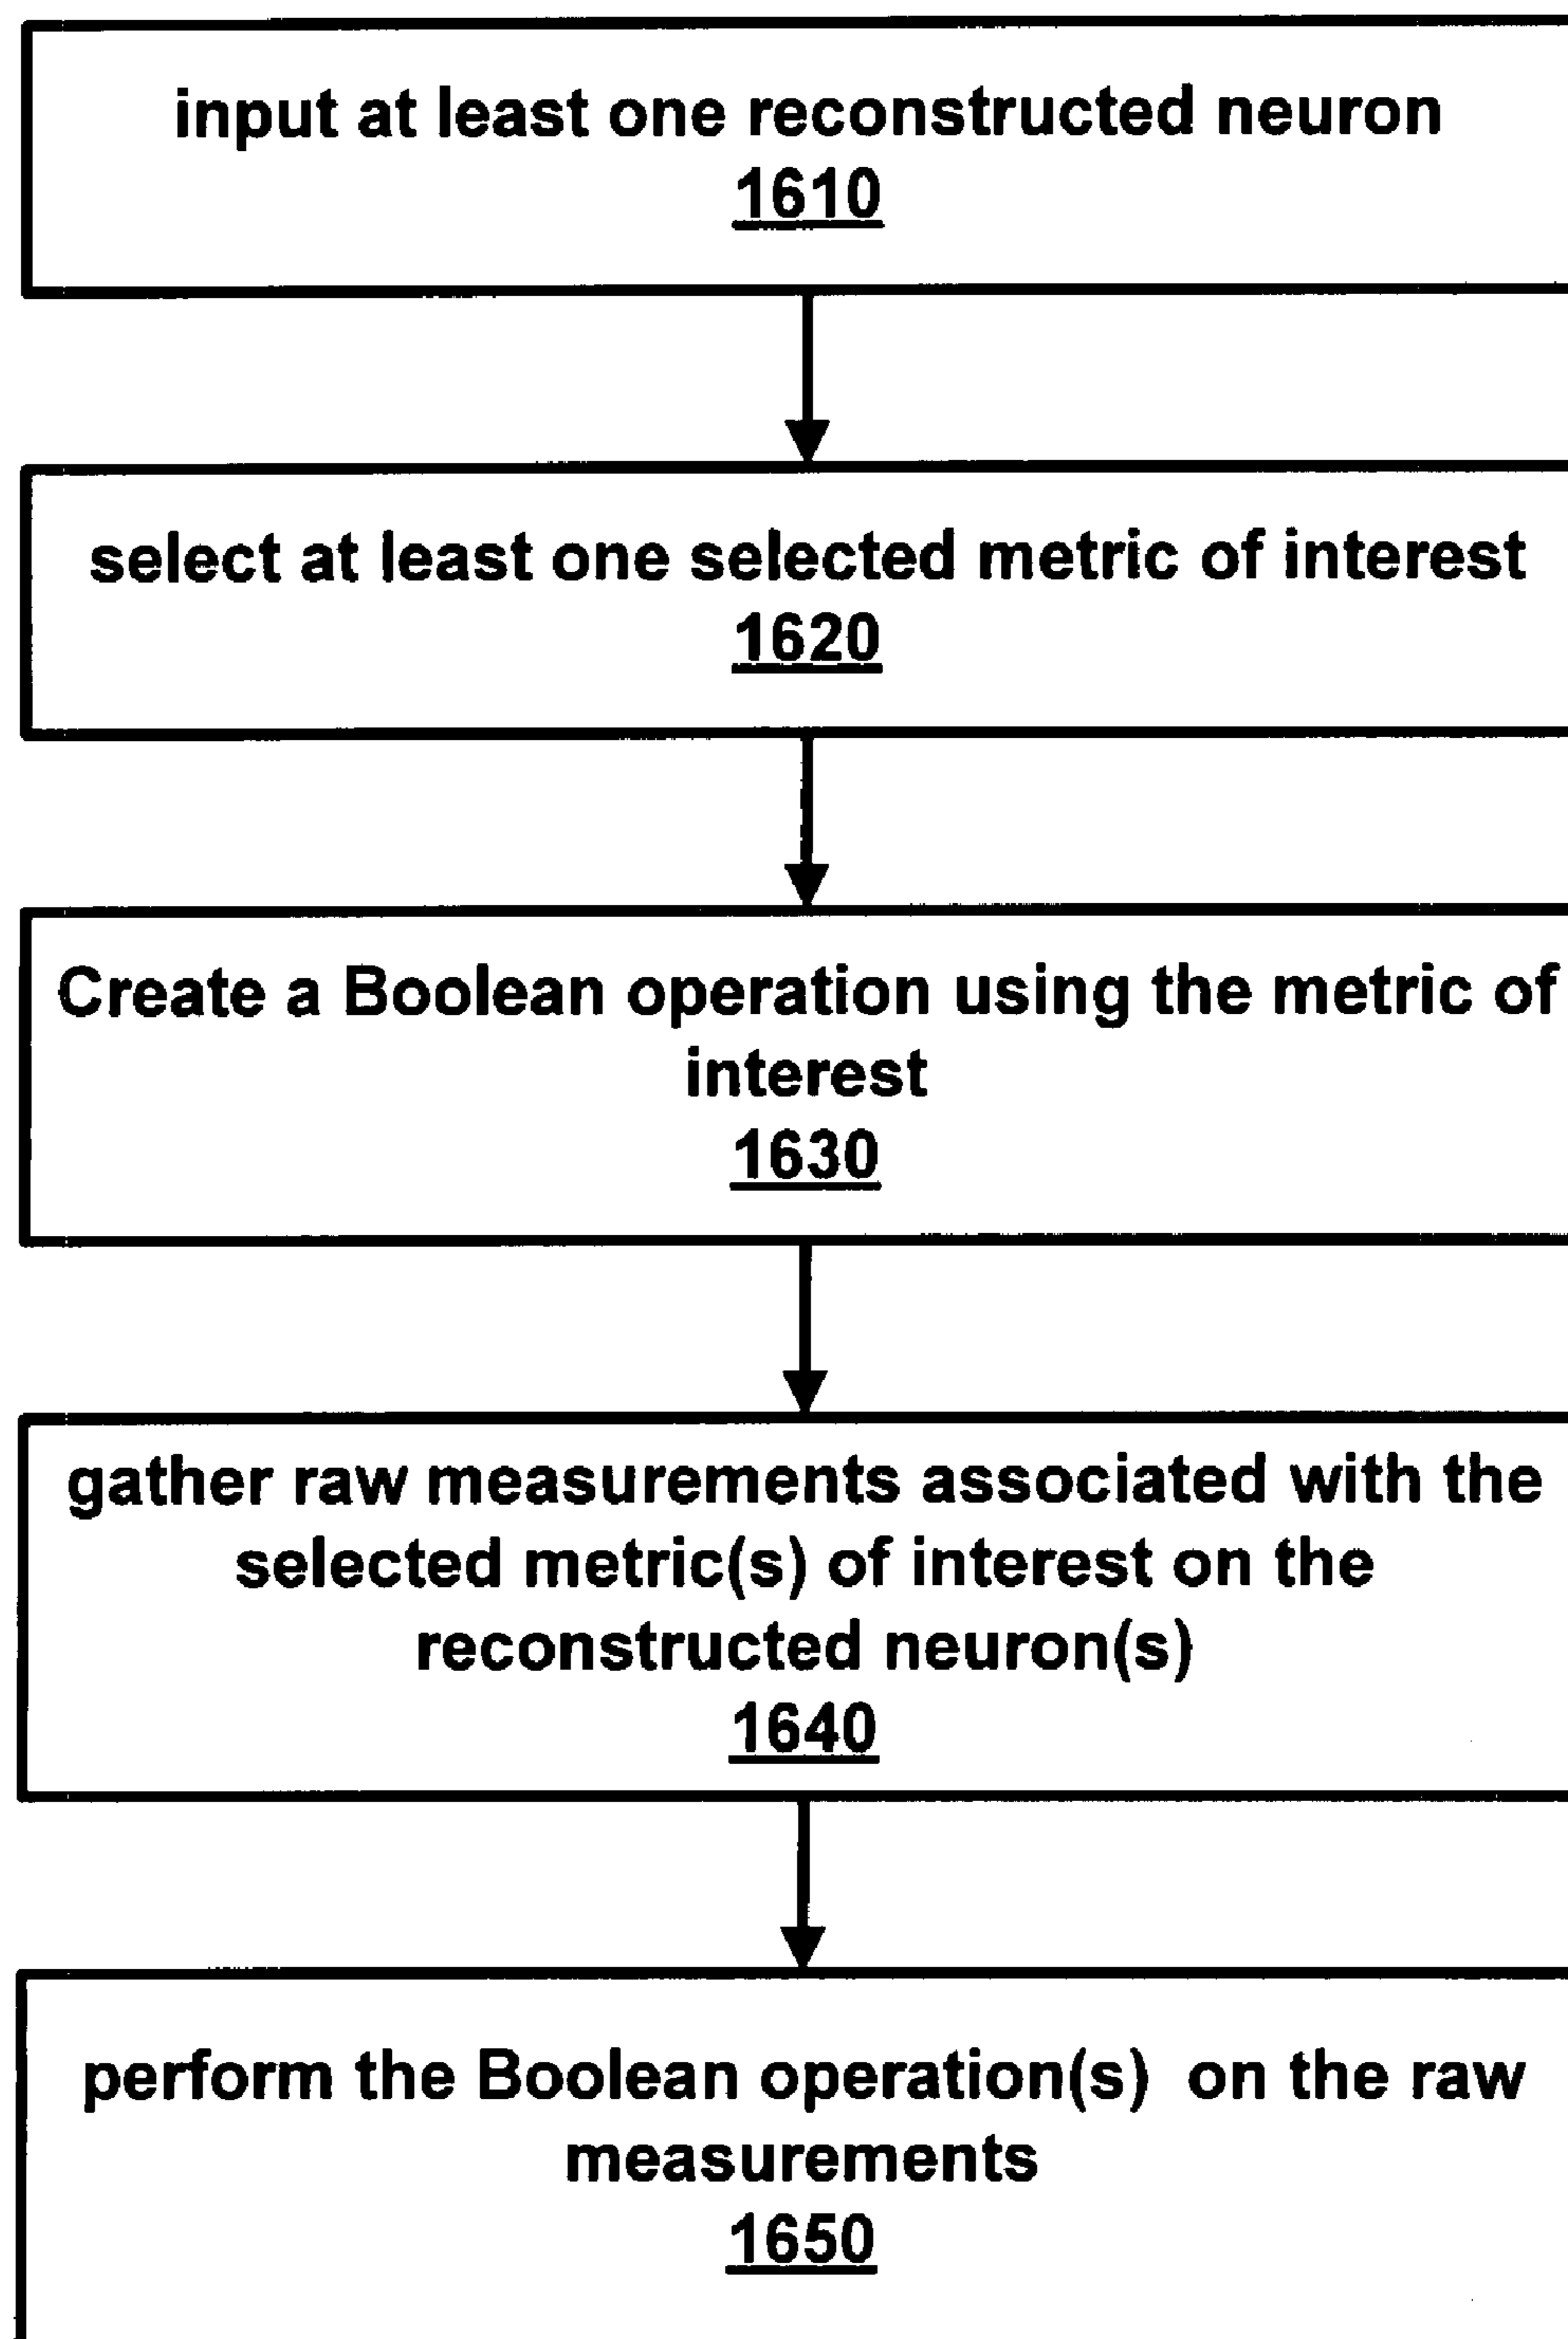 input at least one reconstructed neuron
1610
select at least one selected metric of interest
1620
Create a Boolean operation using the metric of
interest
1630
gather raw measurements associated with the
selected metric(s) of interest on the
reconstructed neuron(s)
1640
perform the Boolean operation(s) on the raw
measurements
1650